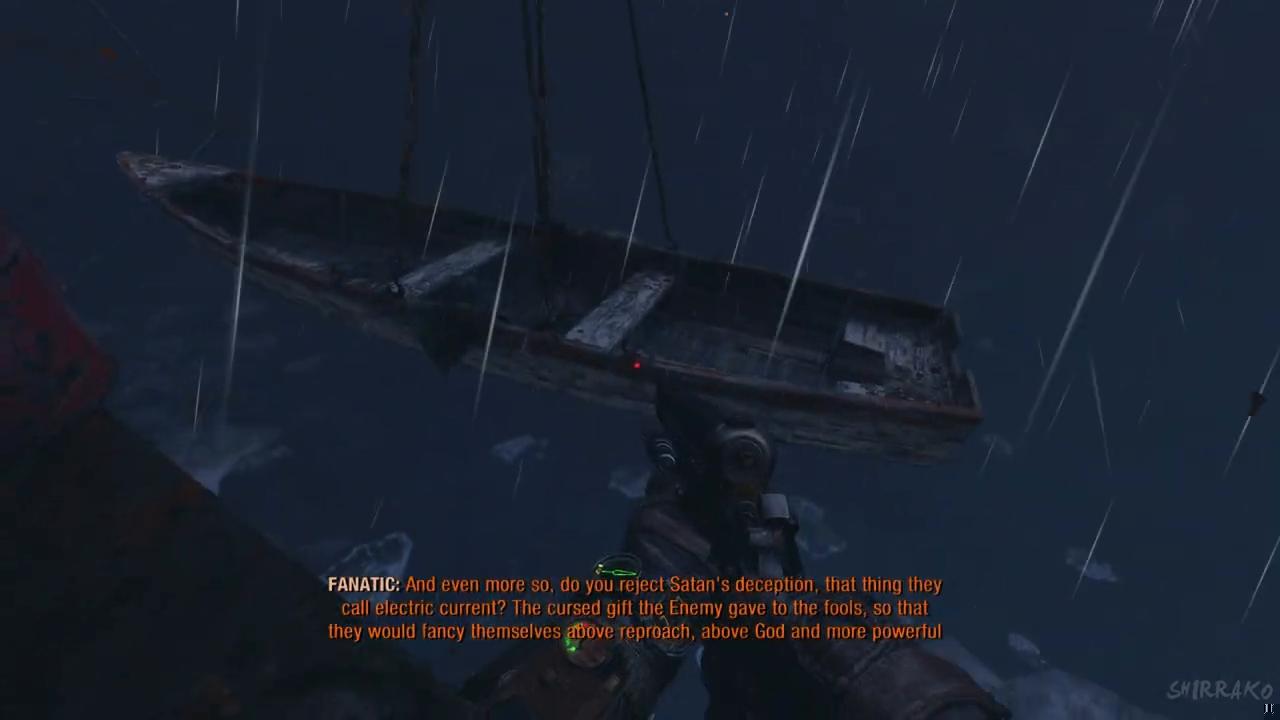 FANATIC: And even more so, do you reject Satan's deception, that thing they
call electric current? The cursed gift the Enemy gave to the fools, so that
they would fancy themselves above reproach, above God and more powerful
SHIRRAKO